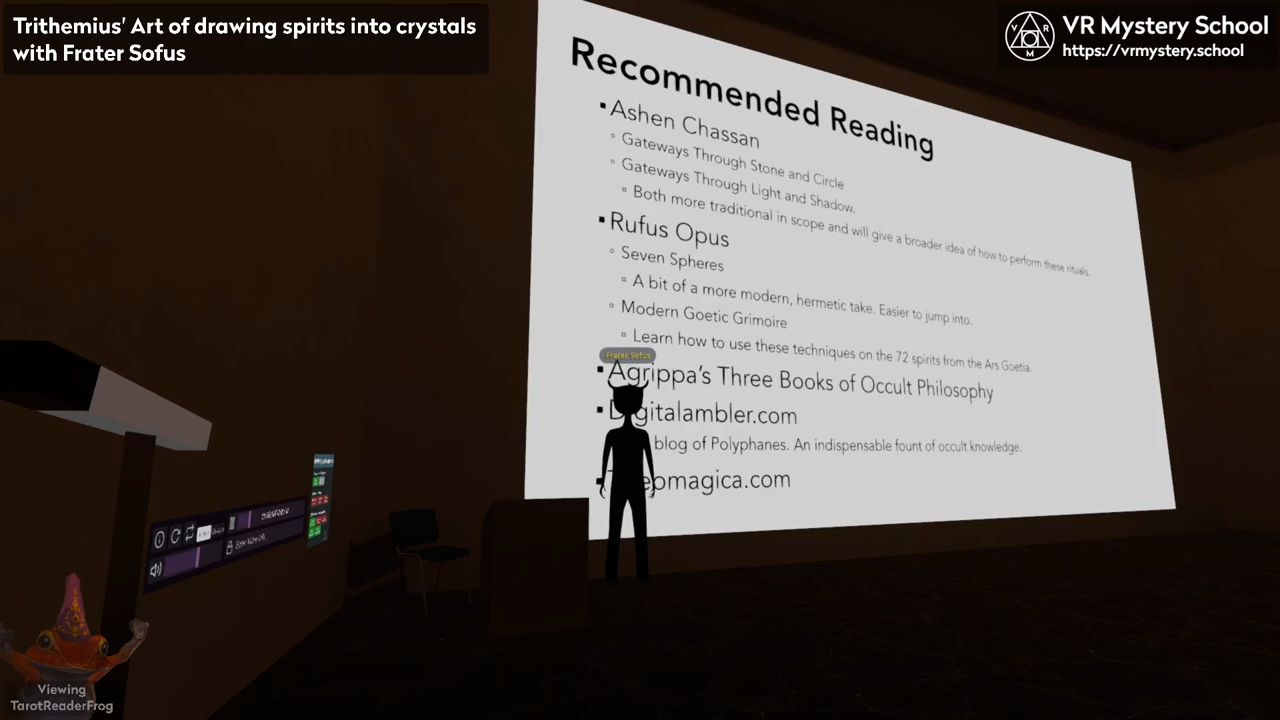 Trithemius' Art of drawing spirits into crystals
with Frater Sofus
VR Mystery School
https://vrmystery.school
V R
M
Recommended Reading
▪Ashen Chassan
◦ Gateways Through Stone and Circle
◦ Gateways Through Light and Shadow.
◦ Both more traditional in scope and will give a broader idea of how to perform these rituals.
▪Rufus Opus
◦ Seven Spheres
◦ A bit of a more modern, hermetic take. Easier to jump into.
◦ Modern Goetic Grimoire
◦ Learn how to use these techniques on the 72 spirits from the Ars Goetia.
Frater Sofus
▪Agrippa's Three Books of Occult Philosophy
▪Digitalambler.com
blog of Polyphanes. An indispensable fount of occult knowledge.
Viewing
TarotReaderFrog